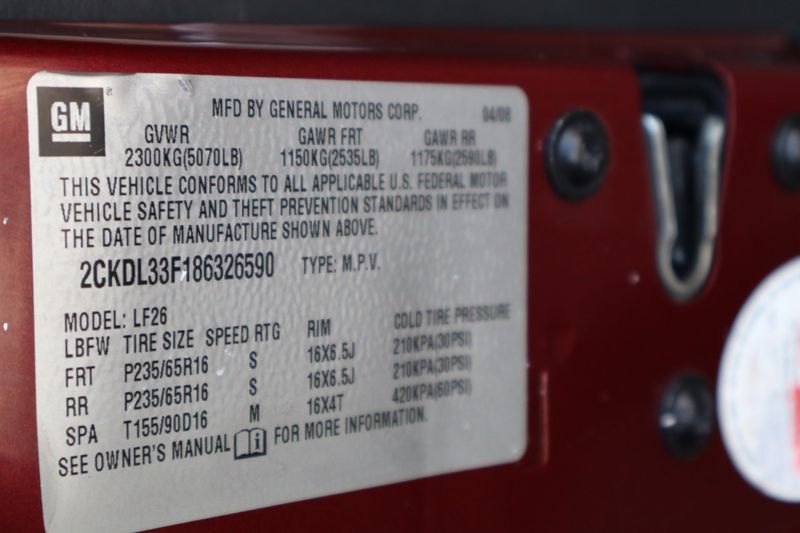 GM
MFD BY GENERAL MOTORS CORP. 04/08
GVWR GAWR FRT GAWR RR
2300KG(5070LB) 1150KG(2535LB) 1175KG(2590LB)
THIS VEHICLE CONFORMS TO ALL APPLICABLE U.S. FEDERAL MOTOR
VEHICLE SAFETY AND THEFT PREVENTION STANDARDS IN EFFECT ON
THE DATE OF MANUFACTURE SHOWN ABOVE.
2CKDL33F186326590 TYPE: M.P.V.
MODEL: LF26
LBFW TIRE SIZE SPEED RTG RIM COLD TIRE PRESSURE
FRT P235/65R16 S 16X6.5J 210KPA(30PSI)
RR P235/65R16 S 16X6.5J 210KPA(30PSI)
SPA T155/90D16 M 16X4T 420KPA(60PSI)
SEE OWNER'S MANUAL FOR MORE INFORMATION.